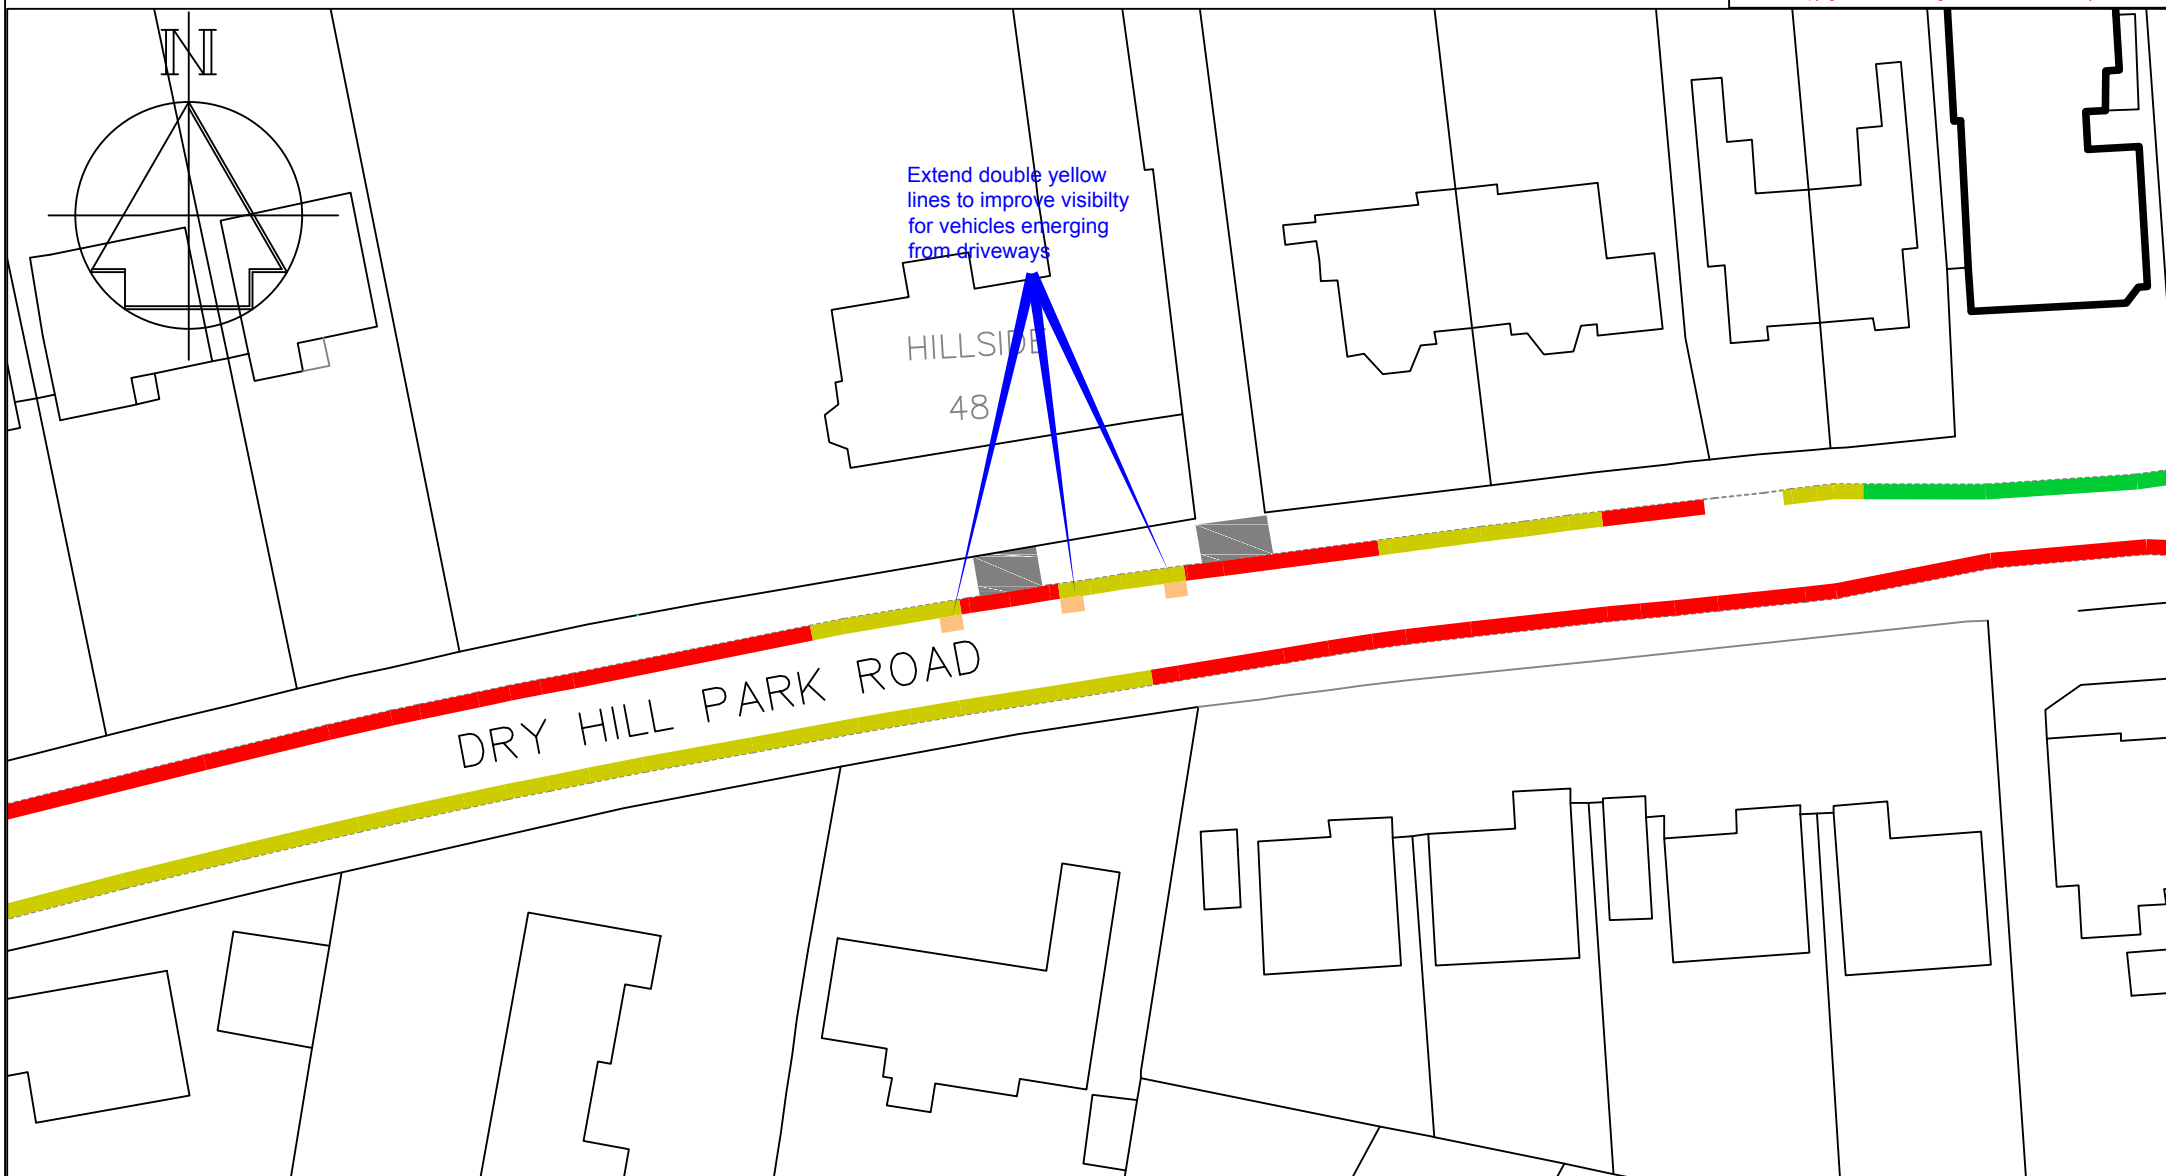 N
Extend double yellow
lines to improve visibilty
for vehicles emerging
from driveways
HILLSIDE
48
DRY HILL PARK ROAD